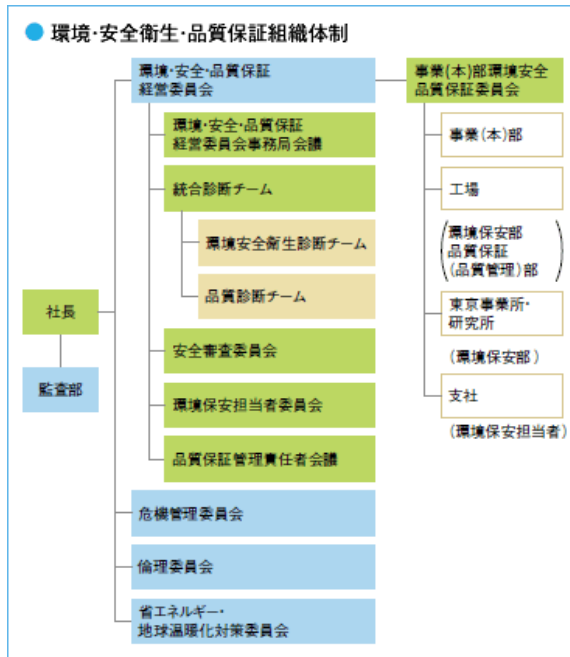 環境・安全衛生・品質保証組織体制
環境・安全・品質保証
経営委員会
事業(本)部環境安全
品質保証委員会
環境・安全・品質保証
経営委員会事務局会議
統合診断チーム
環境安全衛生診断チーム
品質診断チーム
社長
監査部
安全審査委員会
環境保安担当者委員会
品質保証管理責任者会議
危機管理委員会
倫理委員会
省エネルギー・
地球温暖化対策委員会
事業(本)部
工場
(環境保安部
品質保証
(品質管理)部)
東京事業所・
研究所
(環境保安部)
支社
(環境保安担当者)